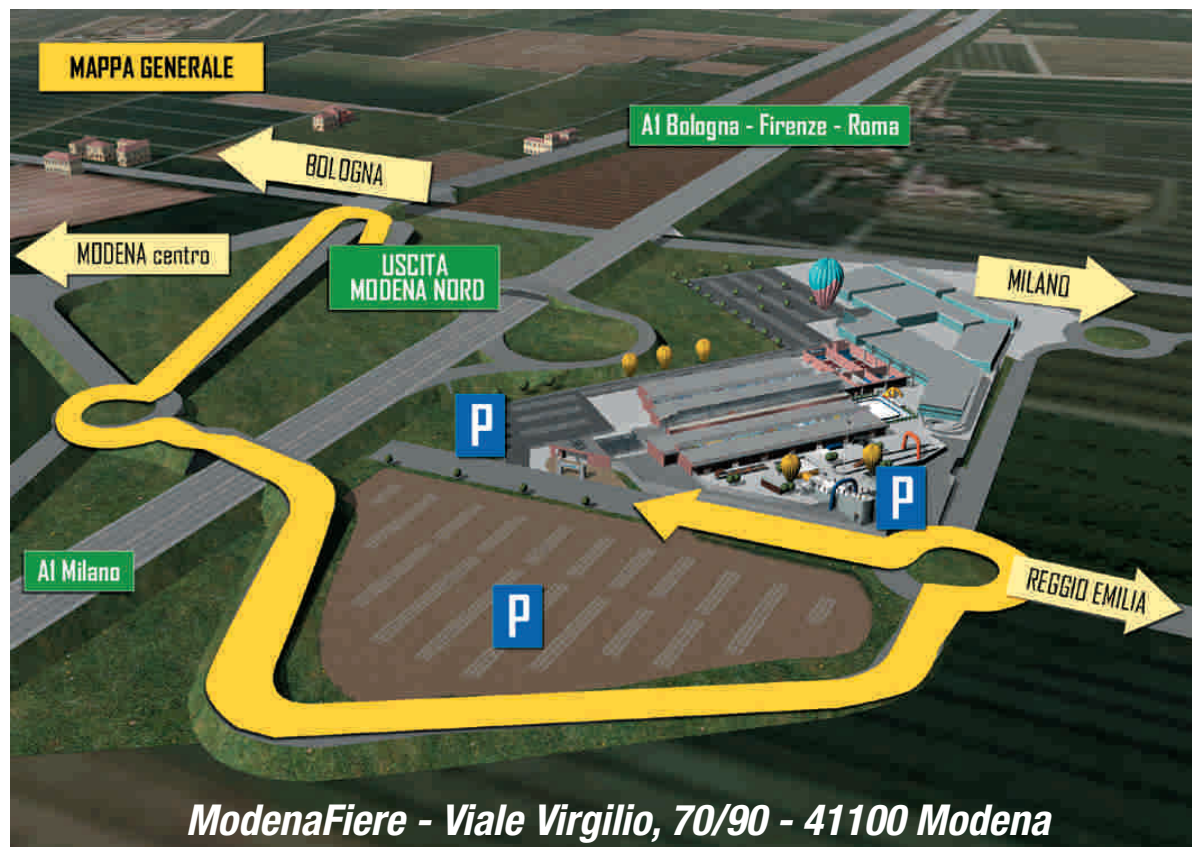 MAPPA GENERALE
A1 Bologna - Firenze - Roma
BOLOGNA
MODENA centro
USCITA
MODENA NORD
MILANO
P
P
A1 Milano
P
REGGIO EMILIA
ModenaFiere - Viale Virgilio, 70/90 - 41100 Modena